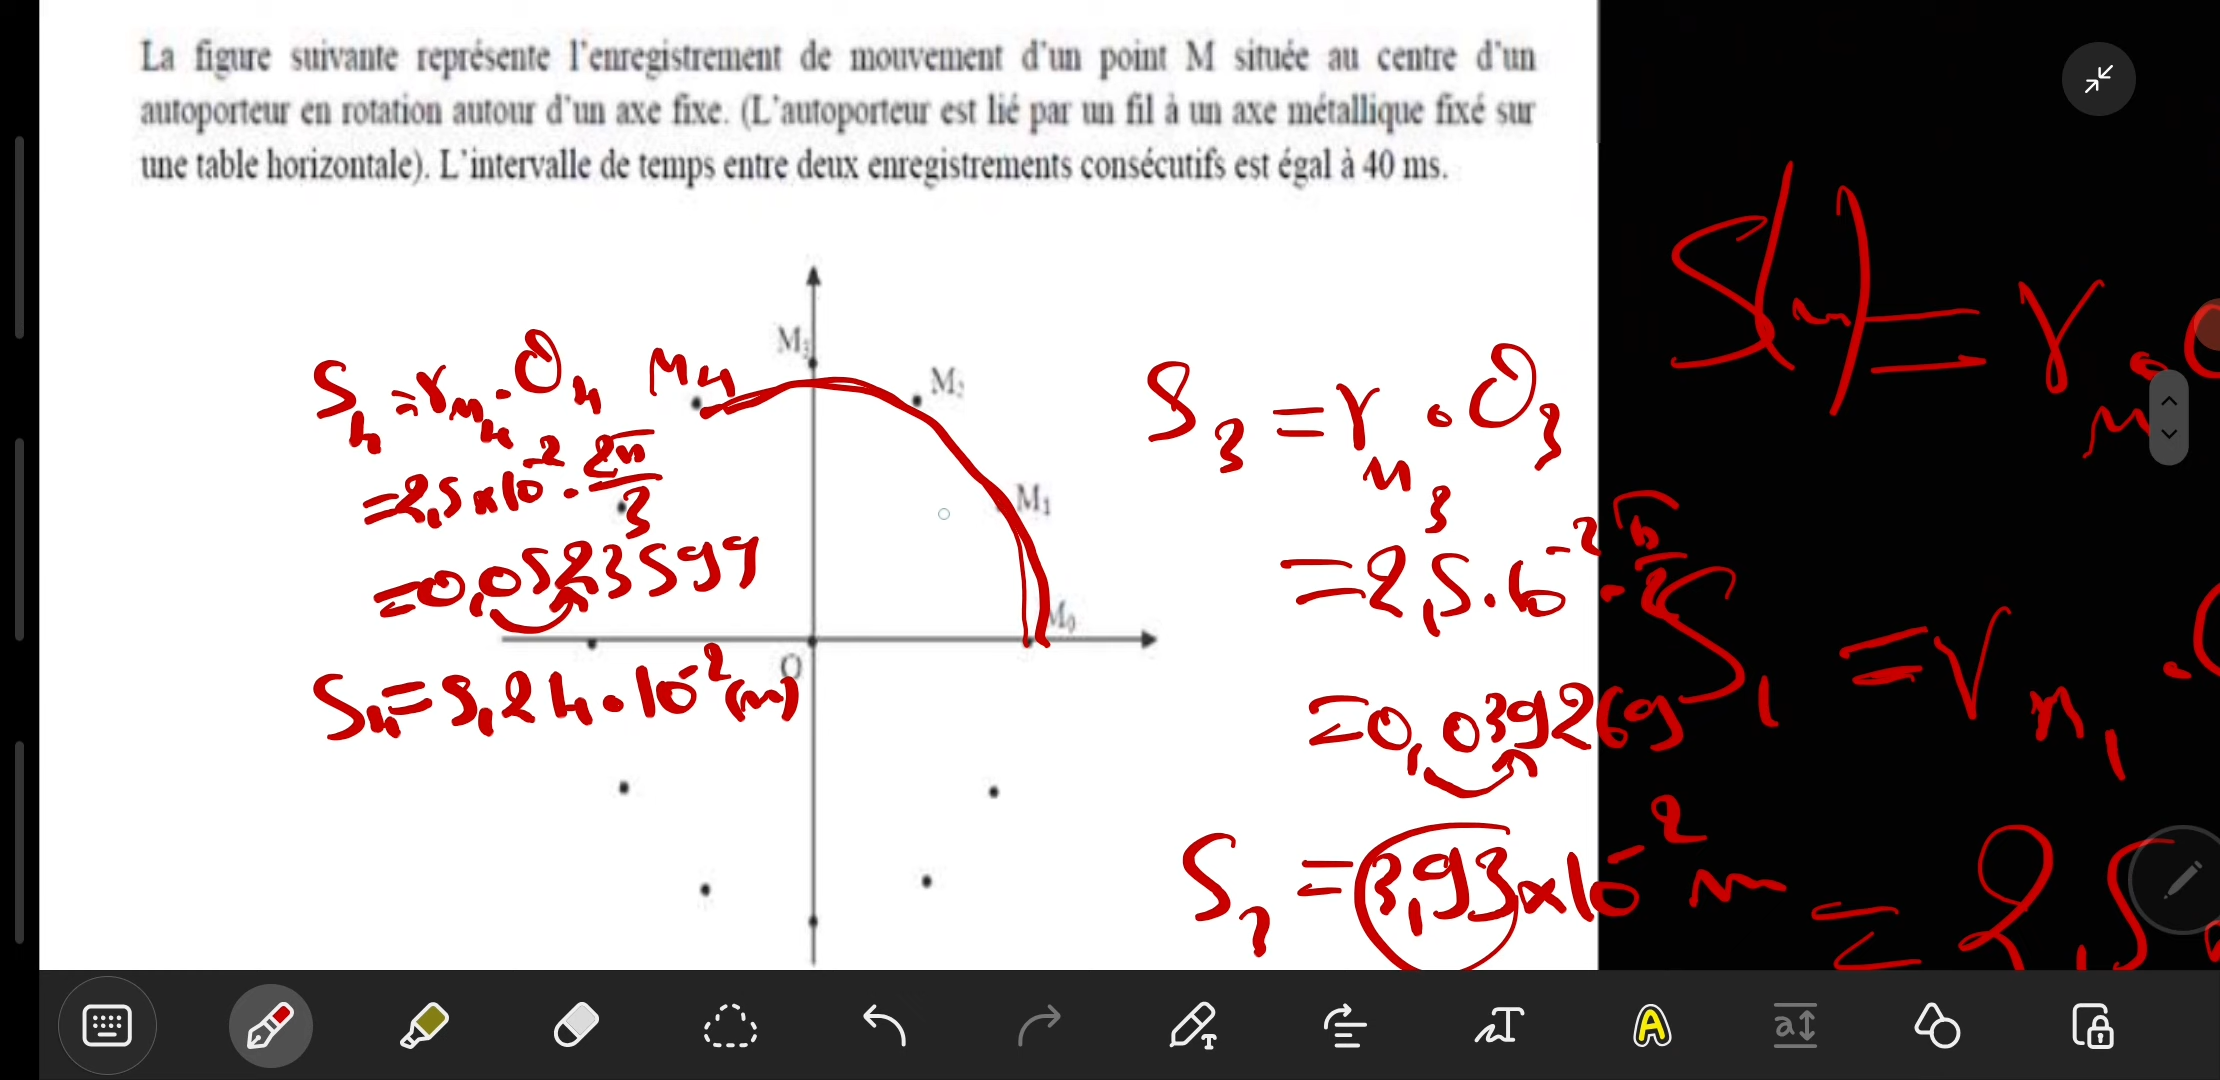 La figure suivante représente l'enregistrement de mouvement d'un point M située au centre d'un
autoporteur en rotation autour d'un axe fixe. (L'autoporteur est lié par un fil à un axe métallique fixé sur
une table horizontale). L'intervalle de temps entre deux enregistrements consécutifs est égal à 40 ms.
M3
M2
M4
M1
M0
O
S4 = rM4 . θ4
= 2,5 × 10^-2 . 2π/3
= 0,0523599
S4 = 5,24 . 10^-2 (m)
S3 = rM3 . θ3
= 2,5 . 10^-2 . π/2
= 0,039269
= 3,93 × 10^-2 m
S(m) = rM .
S1 = rM1 .
= 2,5